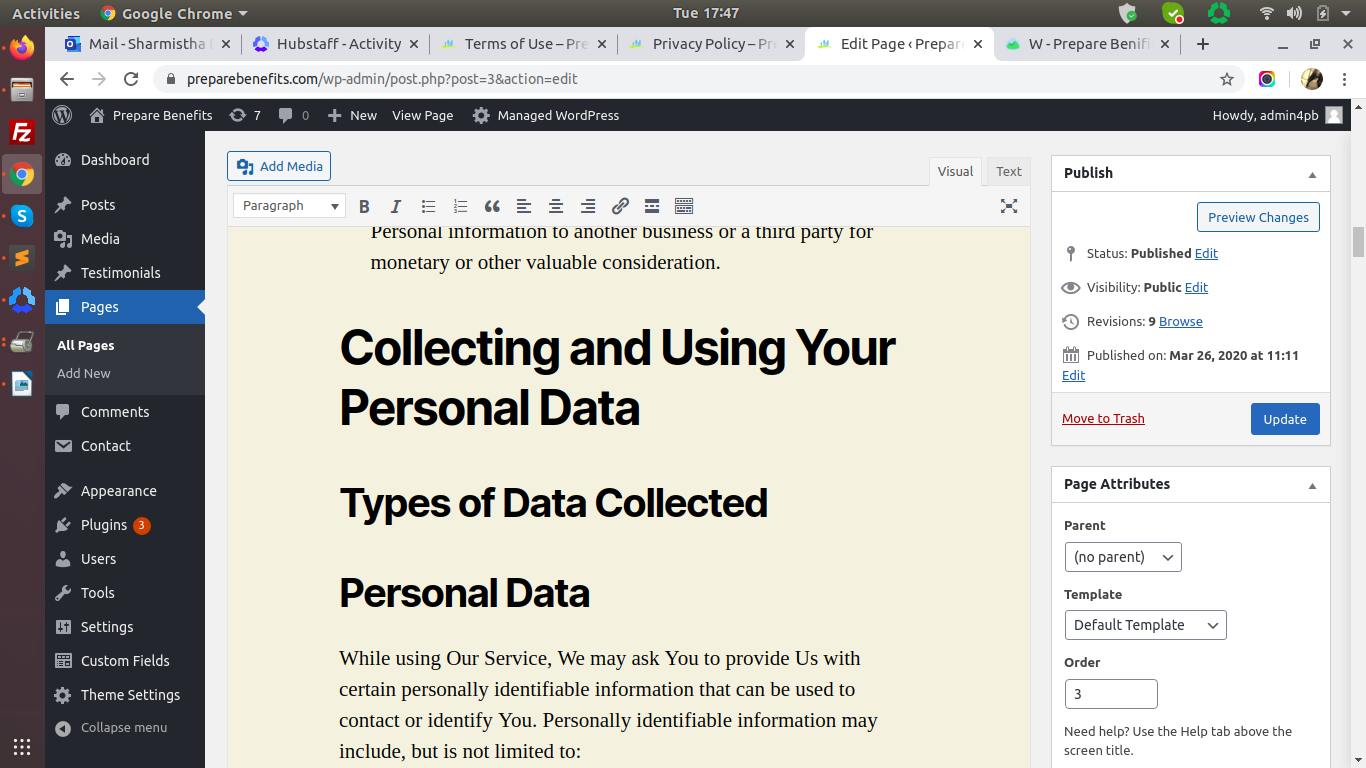 Activities
Google Chrome
Tue 17:47
Mail - Sharmistha
Hubstaff - Activity
Terms of Use – Pre
Privacy Policy – Pr
Edit Page ‹ Prepare
W - Prepare Benifi
preparebenefits.com/wp-admin/post.php?post=3&action=edit
Prepare Benefits
7
0
New
View Page
Managed WordPress
Howdy, admin4pb
Dashboard
Posts
Media
Testimonials
Pages
All Pages
Add New
Comments
Contact
Appearance
Plugins 3
Users
Tools
Settings
Custom Fields
Theme Settings
Collapse menu
Add Media
Visual
Text
Paragraph
B
I
Personal information to another business or a third party for
monetary or other valuable consideration.
Collecting and Using Your
Personal Data
Types of Data Collected
Personal Data
While using Our Service, We may ask You to provide Us with
certain personally identifiable information that can be used to
contact or identify You. Personally identifiable information may
include, but is not limited to:
Publish
Preview Changes
Status: Published Edit
Visibility: Public Edit
Revisions: 9 Browse
Published on: Mar 26, 2020 at 11:11
Edit
Move to Trash
Update
Page Attributes
Parent
(no parent)
Template
Default Template
Order
3
Need help? Use the Help tab above the
screen title.